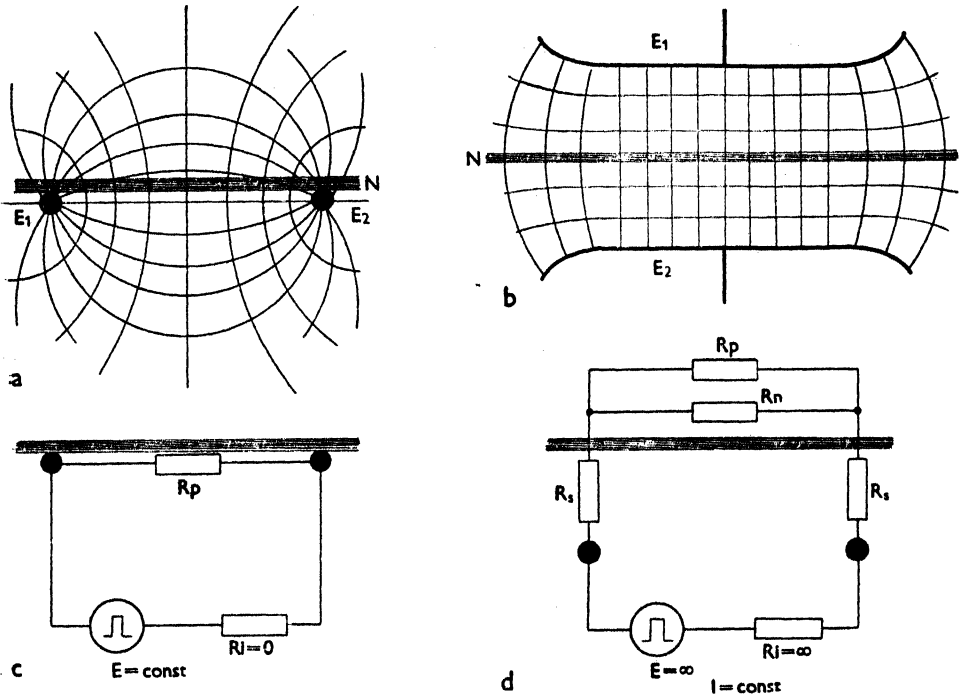 N
E₁
E₂
a
E₁
N
E₂
b
Rp
Ri=0
E=const
c
Rp
Rn
Rs
Rs
Ri=∞
E=∞
I=const
d